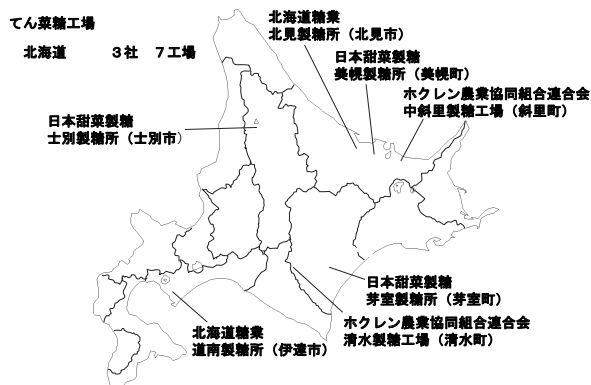 てん菜糖工場
北海道　　　３社　７工場
北海道糖業
北見製糖所（北見市）
日本甜菜製糖
美幌製糖所（美幌町）
ホクレン農業協同組合連合会
中斜里製糖工場（斜里町）
日本甜菜製糖
士別製糖所（士別市）
日本甜菜製糖
芽室製糖所（芽室町）
ホクレン農業協同組合連合会
清水製糖工場（清水町）
北海道糖業
道南製糖所（伊達市）